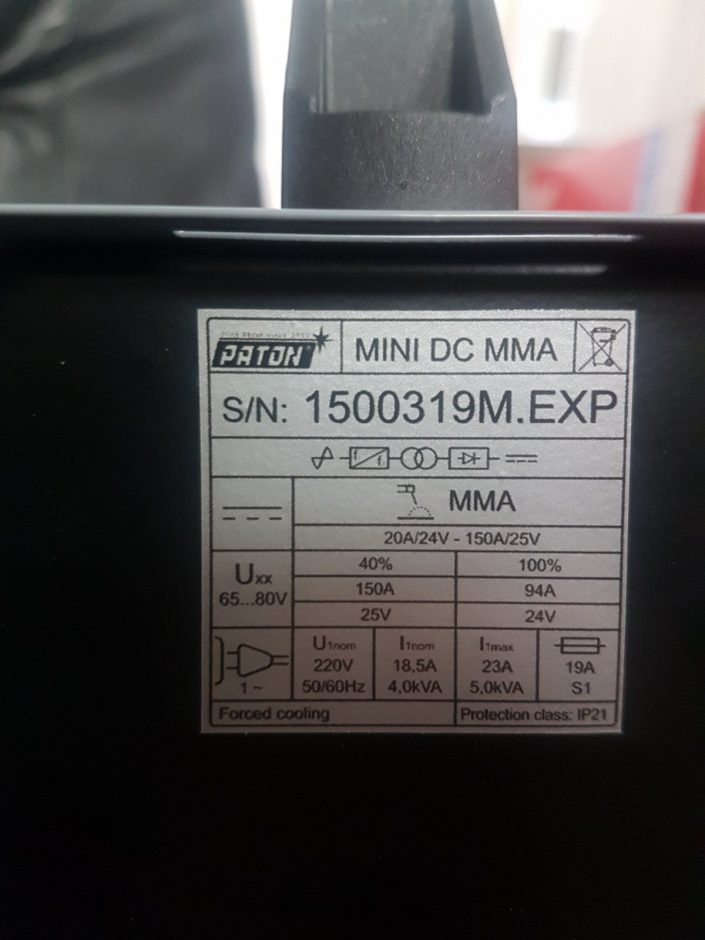 PATON
MINI DC MMA
S/N: 1500319M.EXP
MMA
20A/24V - 150A/25V
Uxx
65...80V
40% 100%
150A 94A
25V 24V
1 ~
U1nom I1nom I1max
220V 18,5A 23A 19A
50/60Hz 4,0kVA 5,0kVA S1
Forced cooling Protection class: IP21